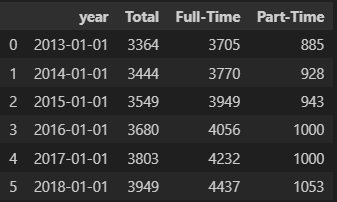 year Total Full-Time Part-Time
0 2013-01-01 3364 3705 885
1 2014-01-01 3444 3770 928
2 2015-01-01 3549 3949 943
3 2016-01-01 3680 4056 1000
4 2017-01-01 3803 4232 1000
5 2018-01-01 3949 4437 1053